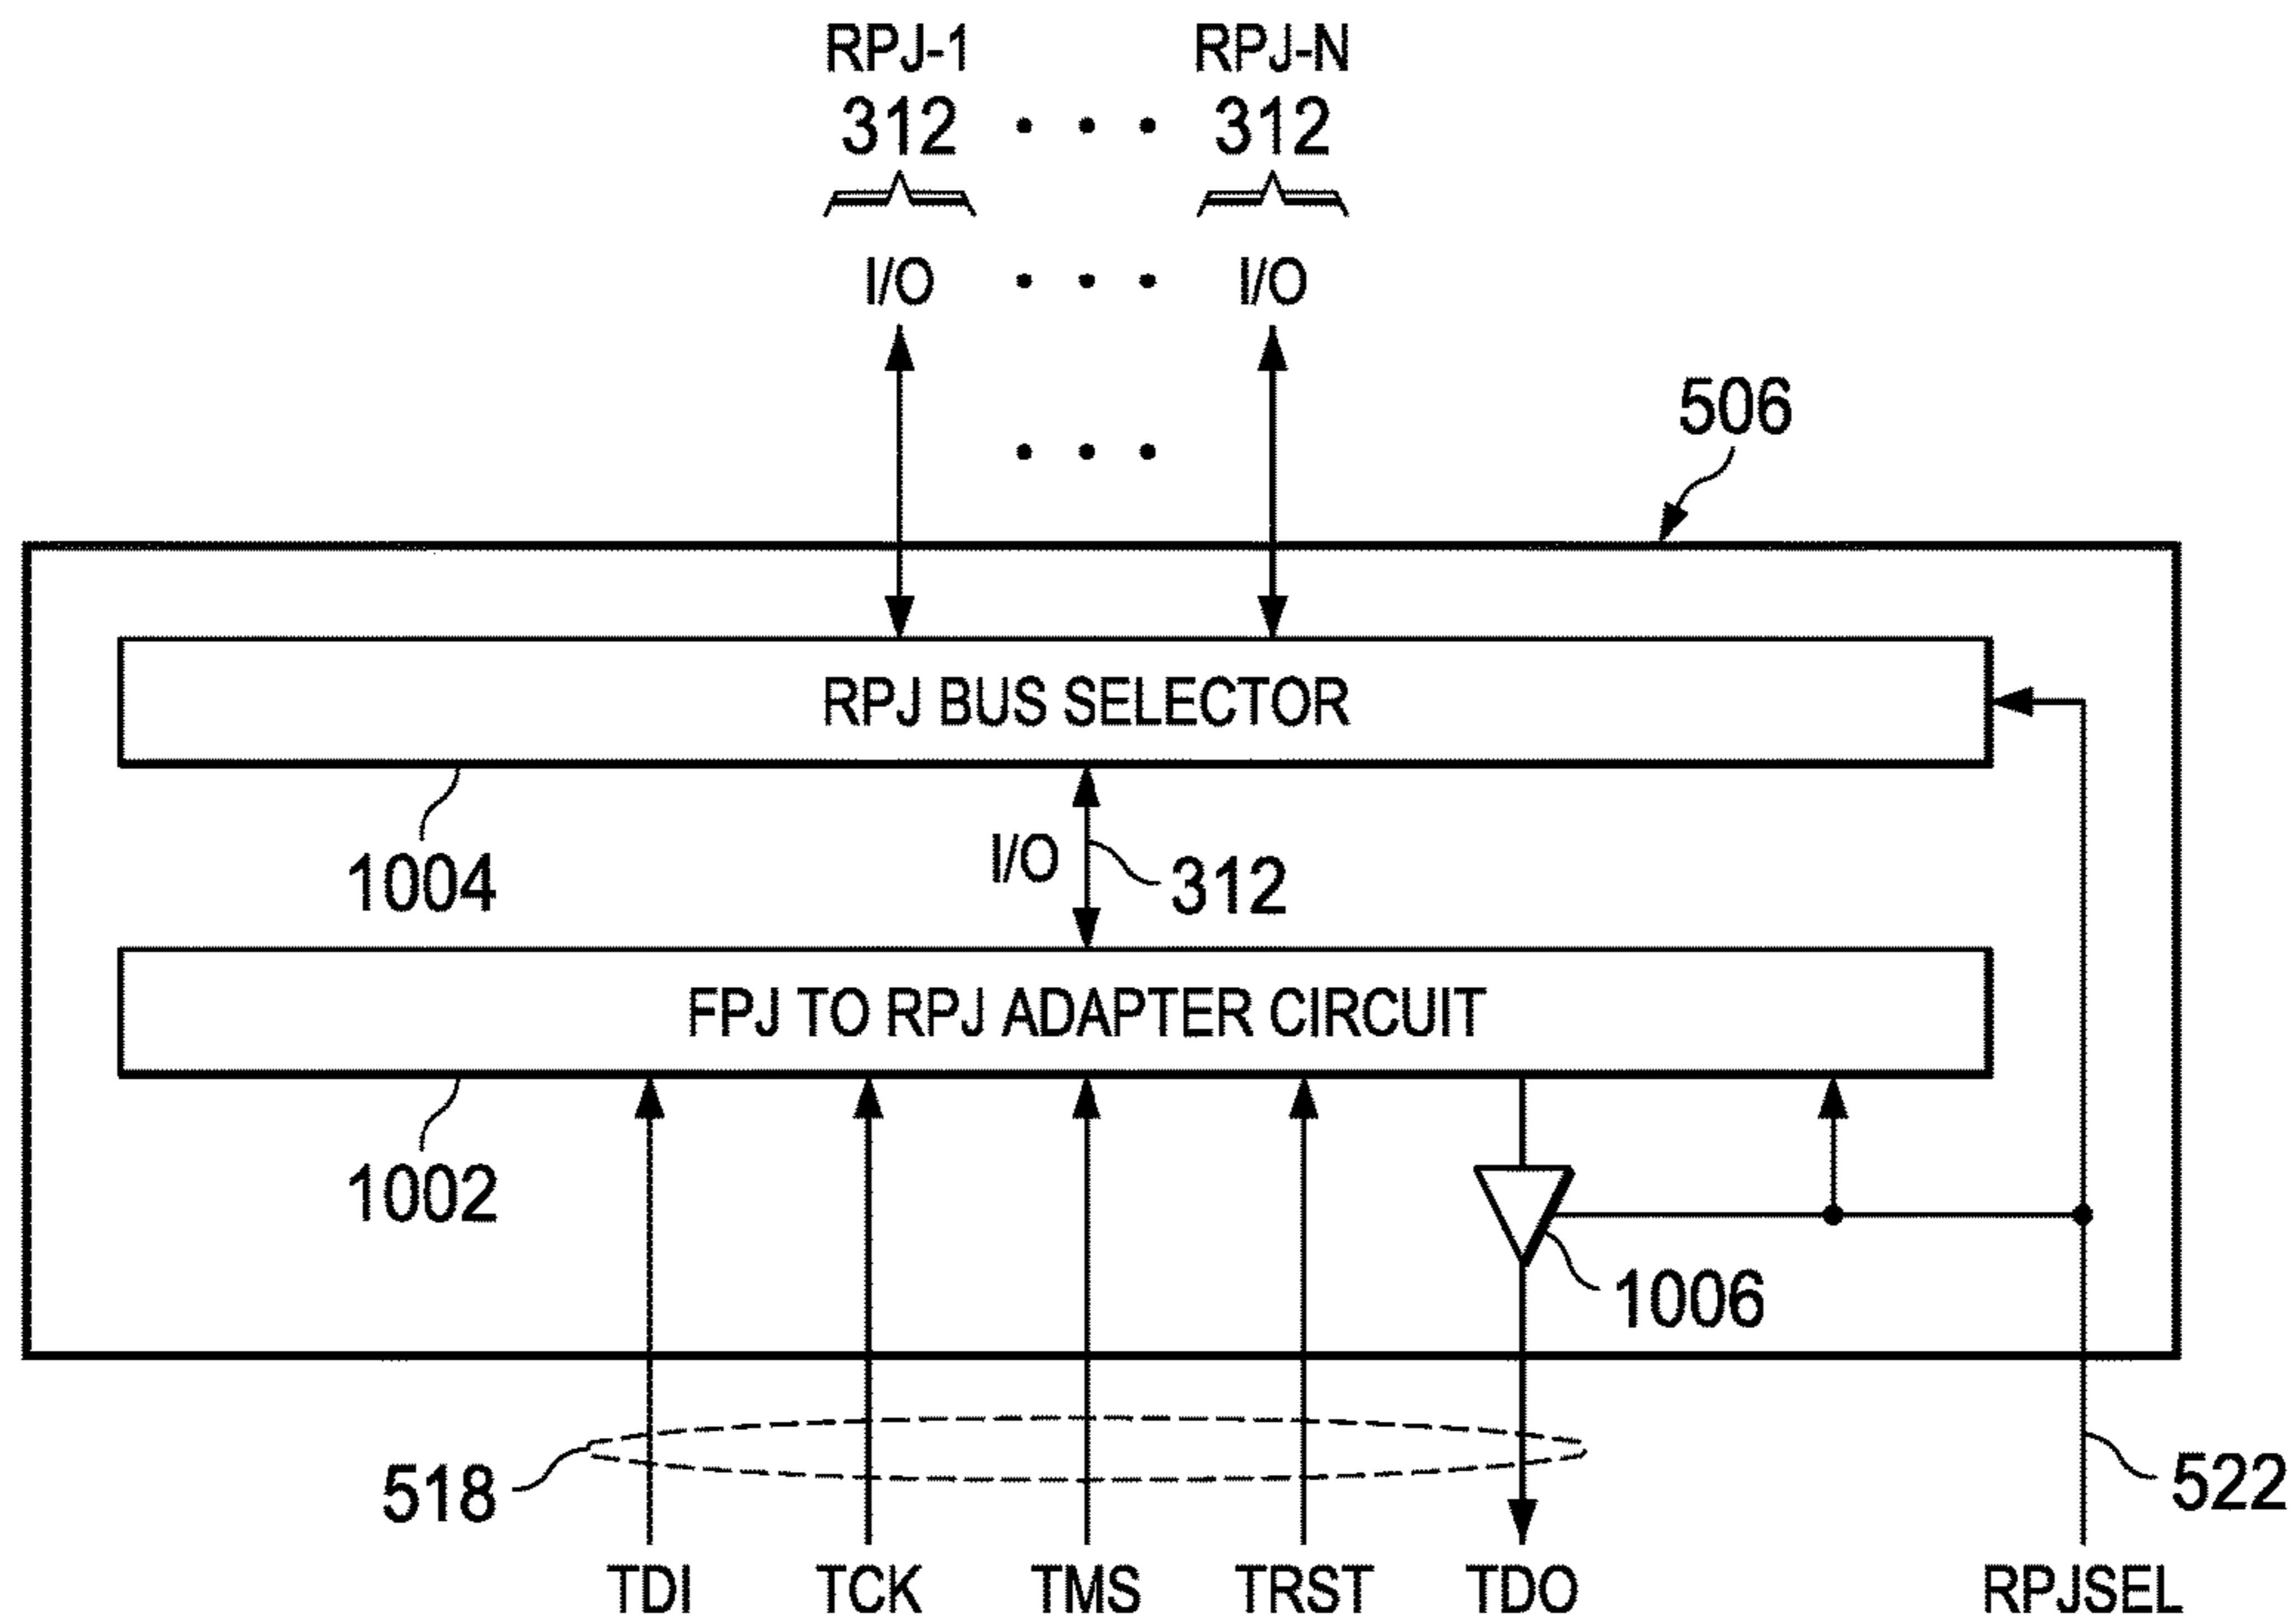 RPJ-1 RPJ-N
312 • • • 312
I/O • • • I/O
• • •
506
RPJ BUS SELECTOR
1004
I/O 312
FPJ TO RPJ ADAPTER CIRCUIT
1002
1006
518
522
TDI TCK TMS TRST TDO RPJSEL